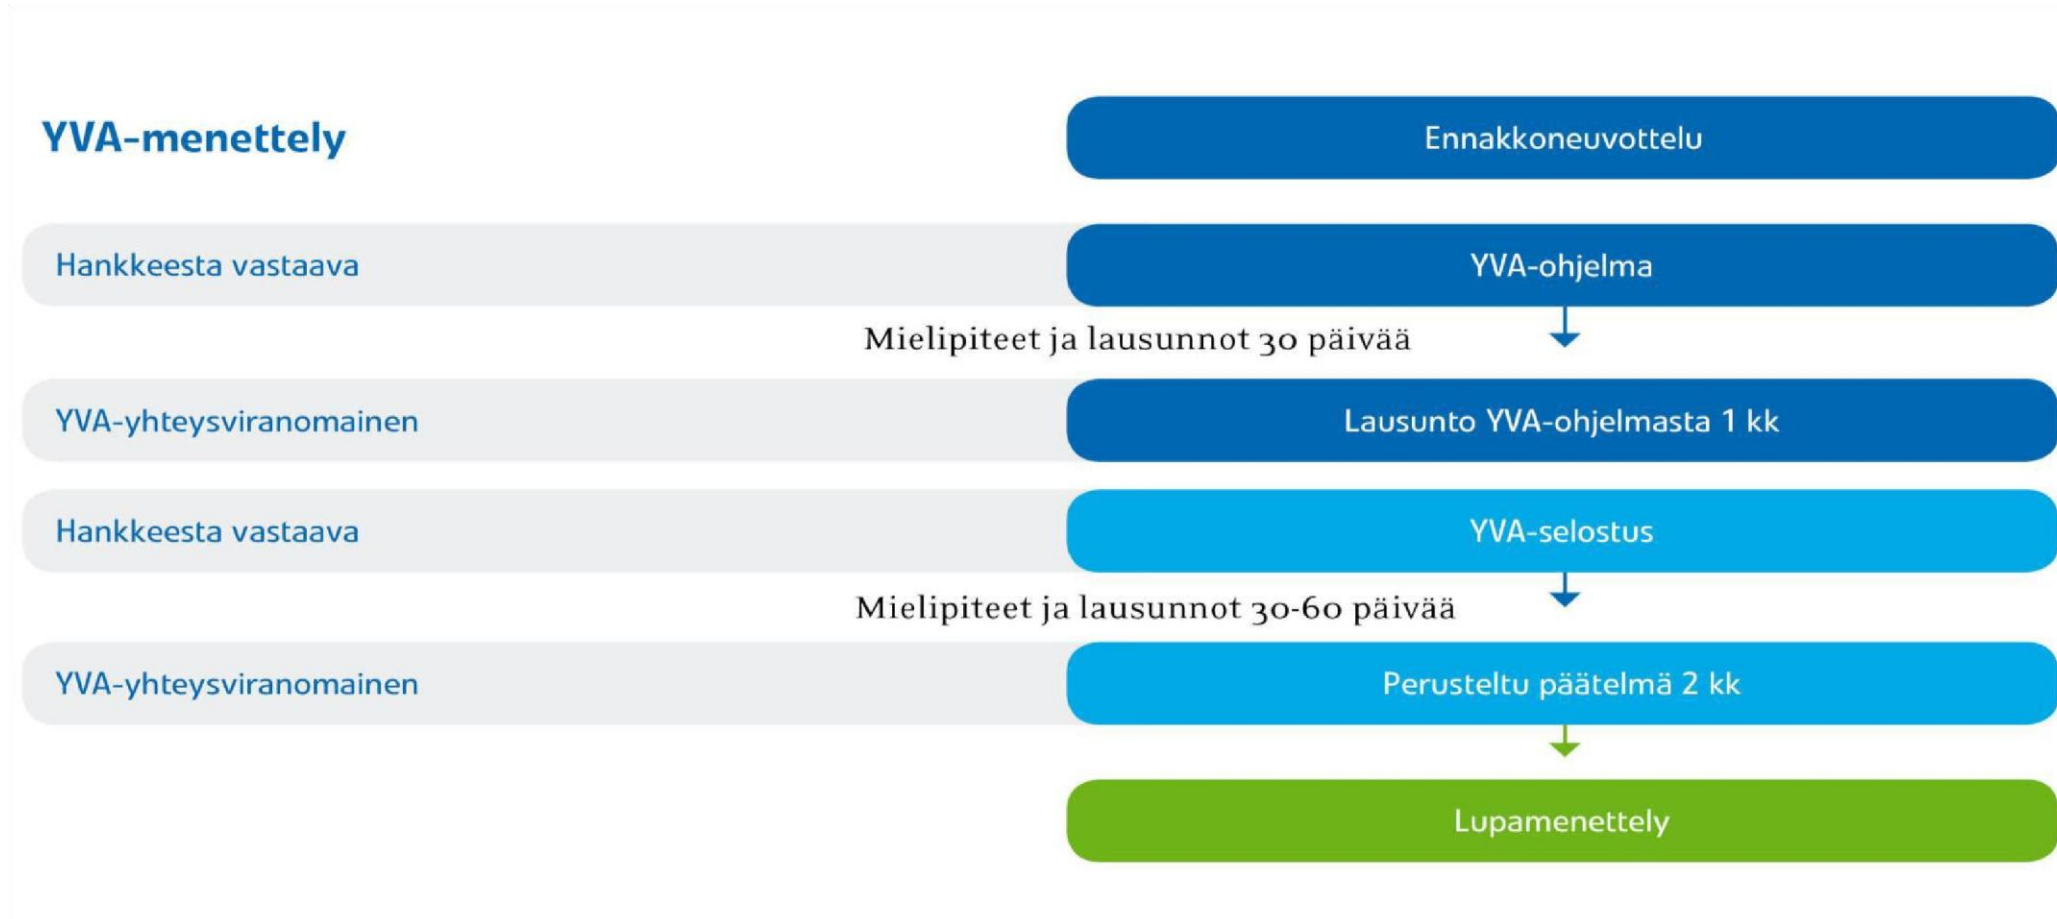 YVA-menettely
Ennakkoneuvottelu
Hankkeesta vastaava
YVA-ohjelma
Mielipiteet ja lausunnot 30 päivää
YVA-yhteysviranomainen
Lausunto YVA-ohjelmasta 1 kk
Hankkeesta vastaava
YVA-selostus
Mielipiteet ja lausunnot 30-60 päivää
YVA-yhteysviranomainen
Perusteltu päätelmä 2 kk
Lupamenettely